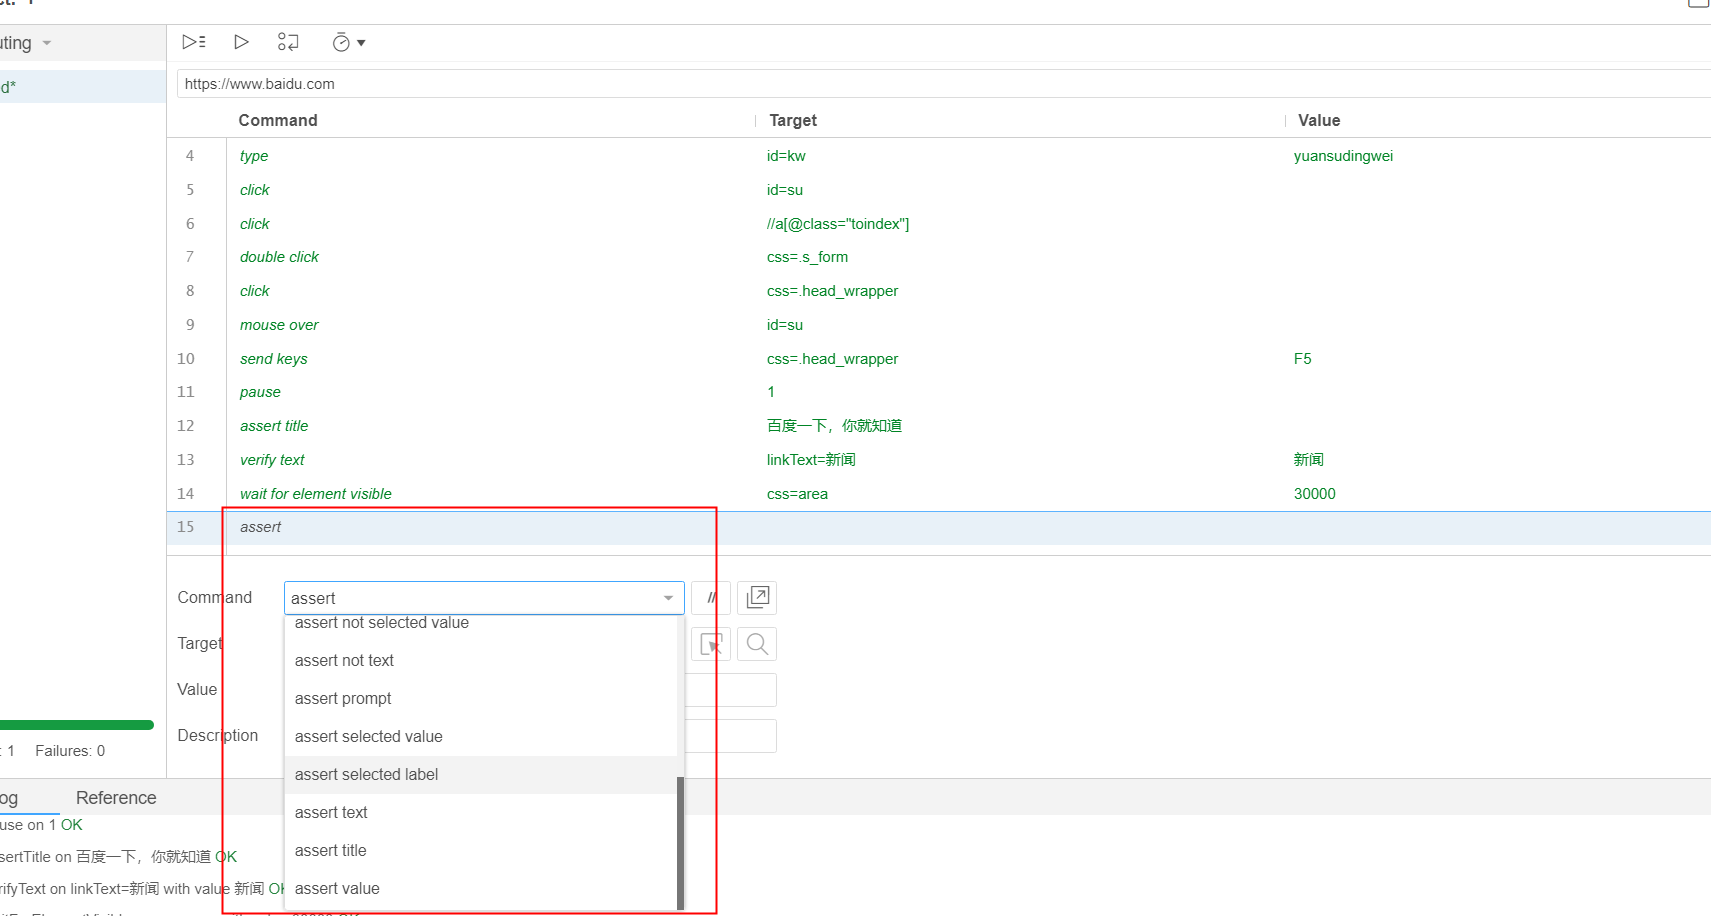 https://www.baidu.com
Command Target Value
4 type id=kw yuansudingwei
5 click id=su
6 click //a[@class="toindex"]
7 double click css=.s_form
8 click css=.head_wrapper
9 mouse over id=su
10 send keys css=.head_wrapper F5
11 pause 1
12 assert title 百度一下，你就知道
13 verify text linkText=新闻 新闻
14 wait for element visible css=area 30000
15 assert
Command assert //
Target
Value
Description
assert not selected value
assert not text
assert prompt
assert selected value
assert selected label
assert text
assert title
assert value
uting
d*
: 1 Failures: 0
og Reference
use on 1 OK
sertTitle on 百度一下，你就知道 OK
rifyText on linkText=新闻 with value 新闻 OK